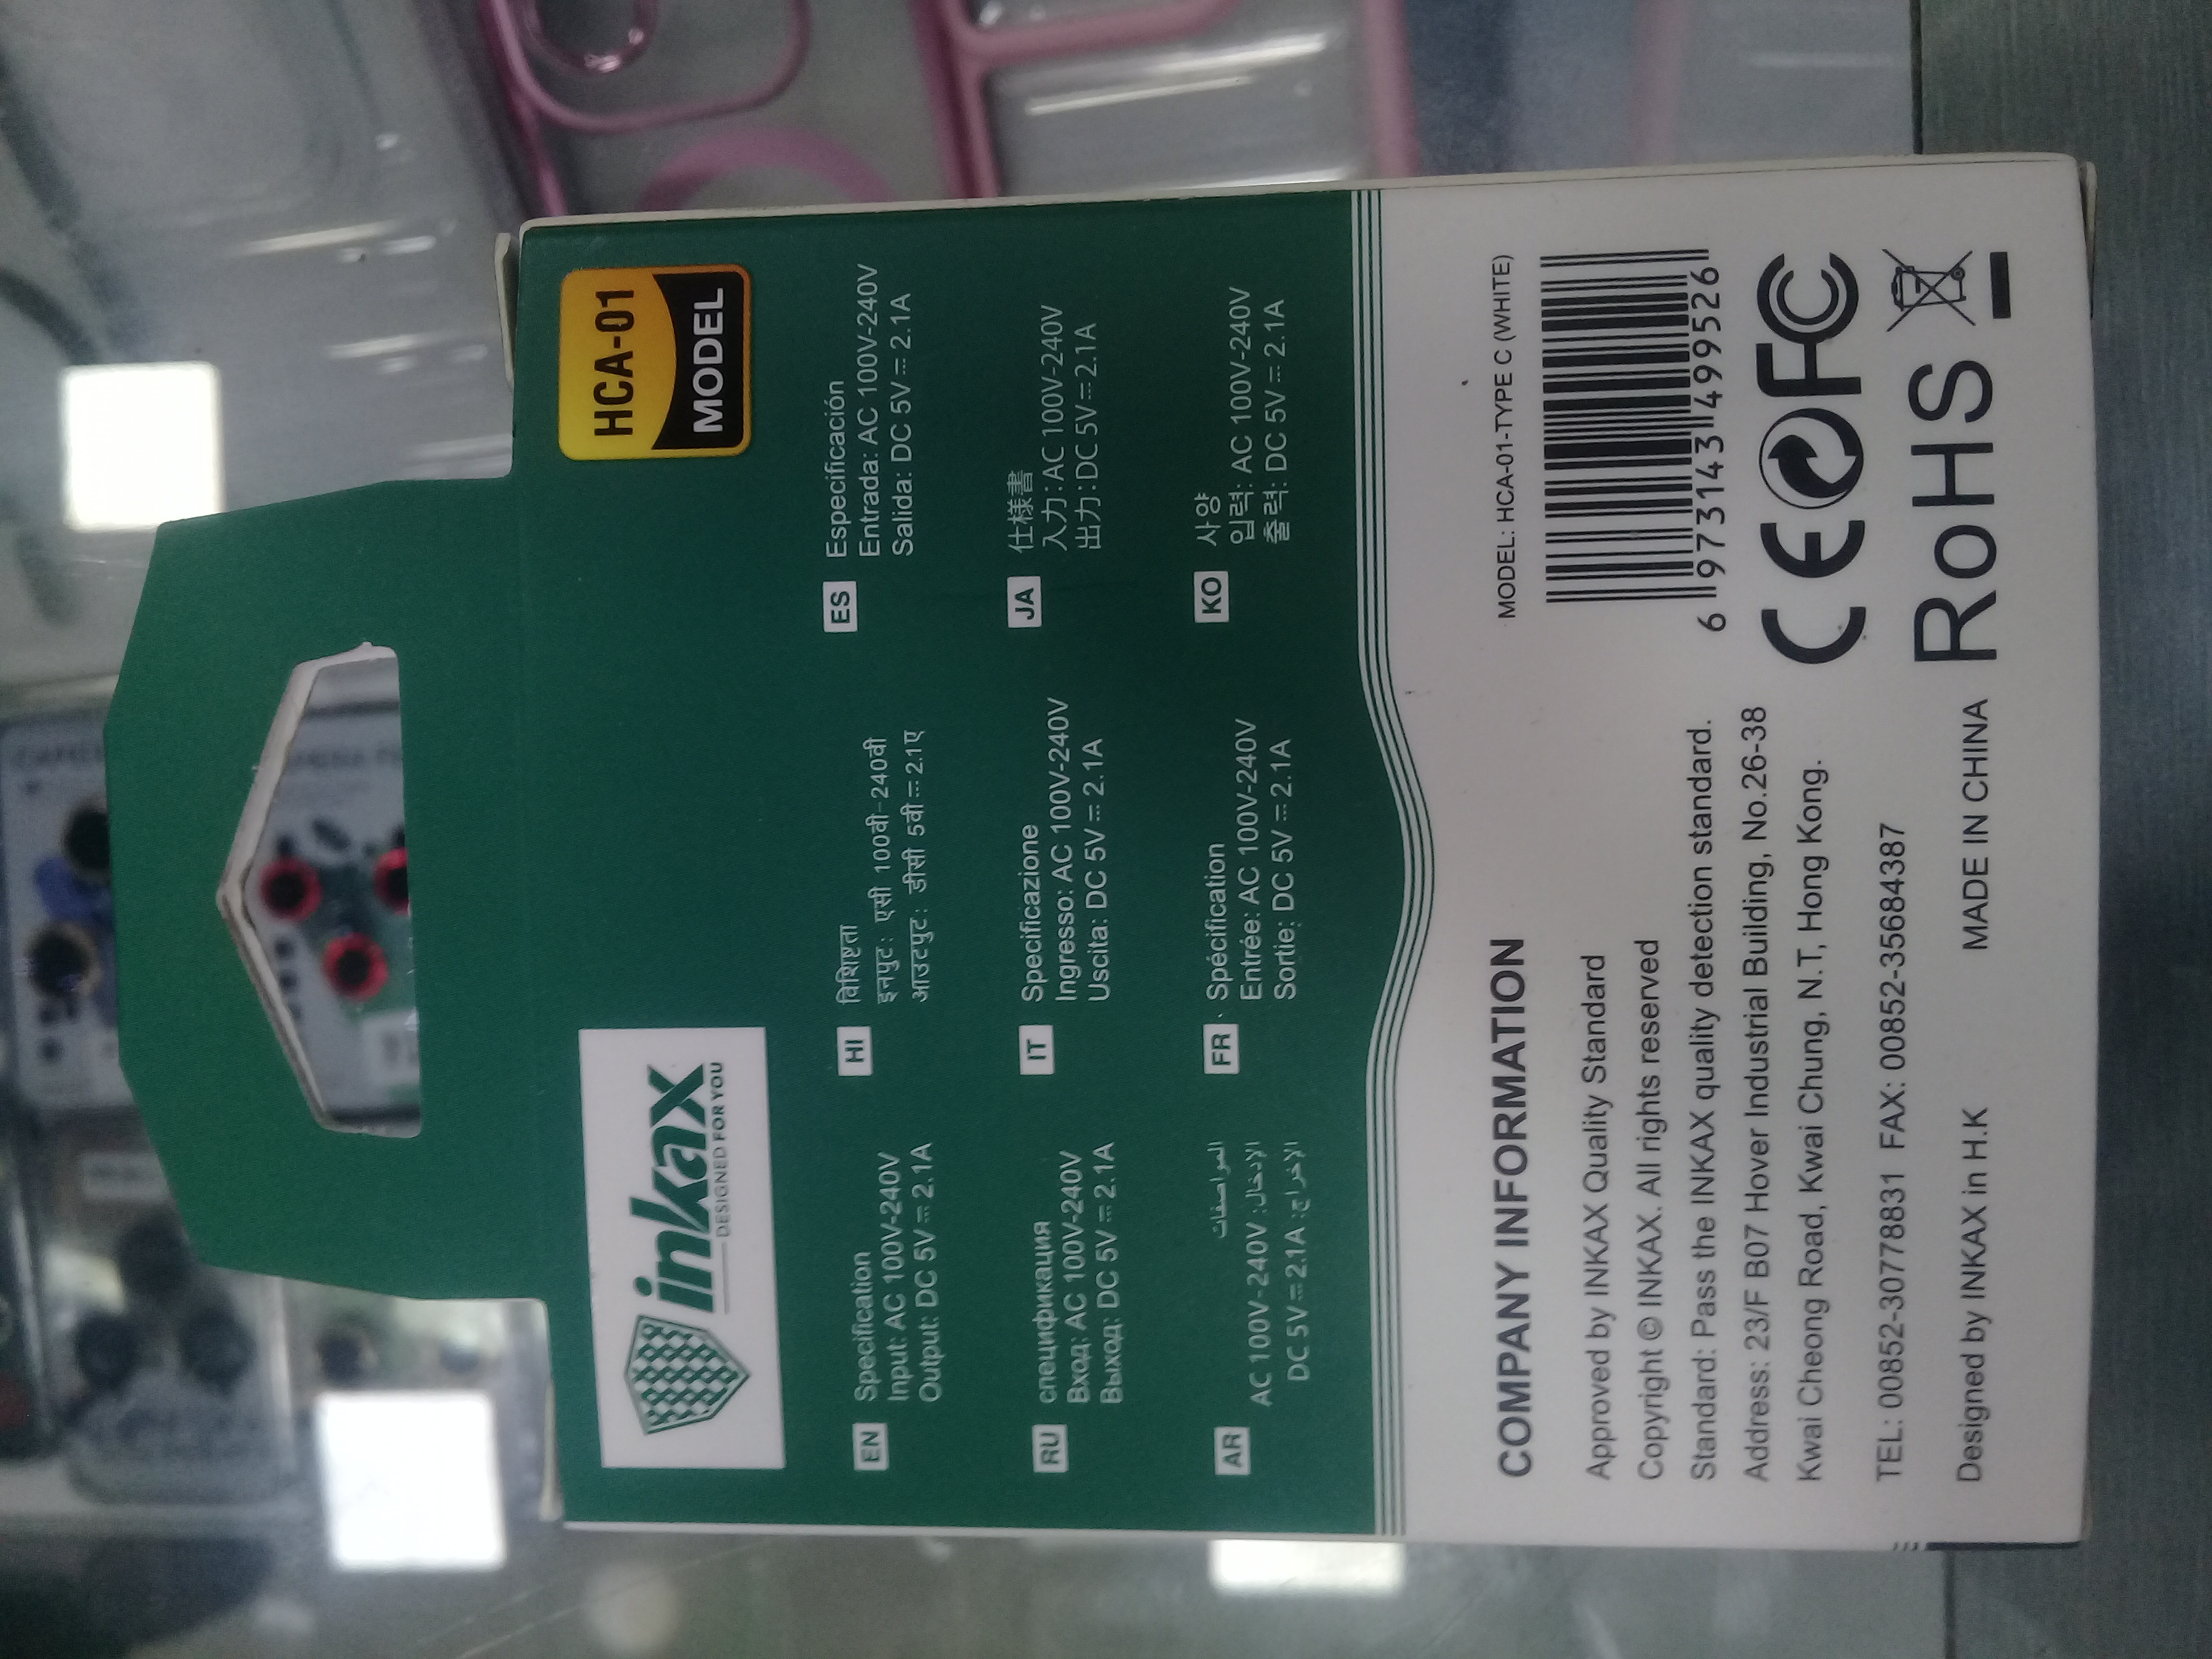 inkax
DESIGNED FOR YOU
HCA-01
MODEL
EN
Specification
Input: AC 100V-240V
Output: DC 5V⎓2.1A
HI
विशिष्टता
इनपुट: एसी 100वी-240वी
आउटपुट: डीसी 5वी⎓2.1ए
ES
Especificación
Entrada: AC 100V-240V
Salida: DC 5V⎓2.1A
RU
спецификация
Вход: AC 100V-240V
Выход: DC 5V⎓2.1A
IT
Specificazione
Ingresso: AC 100V-240V
Uscita: DC 5V⎓2.1A
JA
仕様書
入力:AC 100V-240V
出力:DC 5V⎓2.1A
AR
المواصفات
الإدخال: AC 100V-240V
الإخراج: DC 5V⎓2.1A
FR
Spécification
Entrée: AC 100V-240V
Sortie: DC 5V⎓2.1A
KO
사양
입력: AC 100V-240V
출력: DC 5V⎓2.1A
COMPANY INFORMATION
Approved by INKAX Quality Standard
Copyright © INKAX. All rights reserved
Standard: Pass the INKAX quality detection standard.
Address: 23/F B07 Hover Industrial Building, No.26-38
Kwai Cheong Road, Kwai Chung, N.T, Hong Kong.
TEL: 00852-30778831 FAX: 00852-35684387
Designed by INKAX in H.K
MADE IN CHINA
MODEL: HCA-01-TYPE C (WHITE)
6 973143 499526
CE FC
RoHS